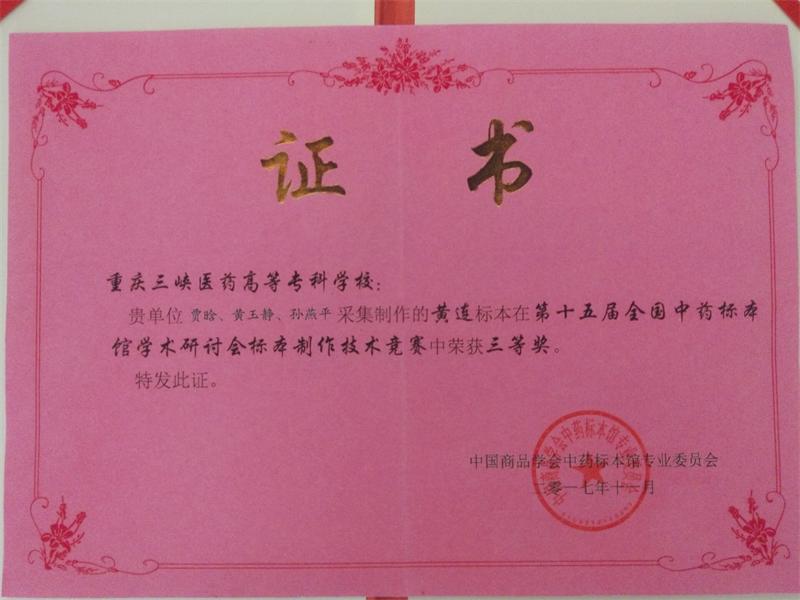 证书
重庆三峡医药高等专科学校：
贵单位贾晗、黄玉静、孙燕平采集制作的黄连标本在第十五届全国中药标本
馆学术研讨会标本制作技术竞赛中荣获三等奖。
特发此证。
中国商品学会中药标本馆专业委员会
二零一七年十一月